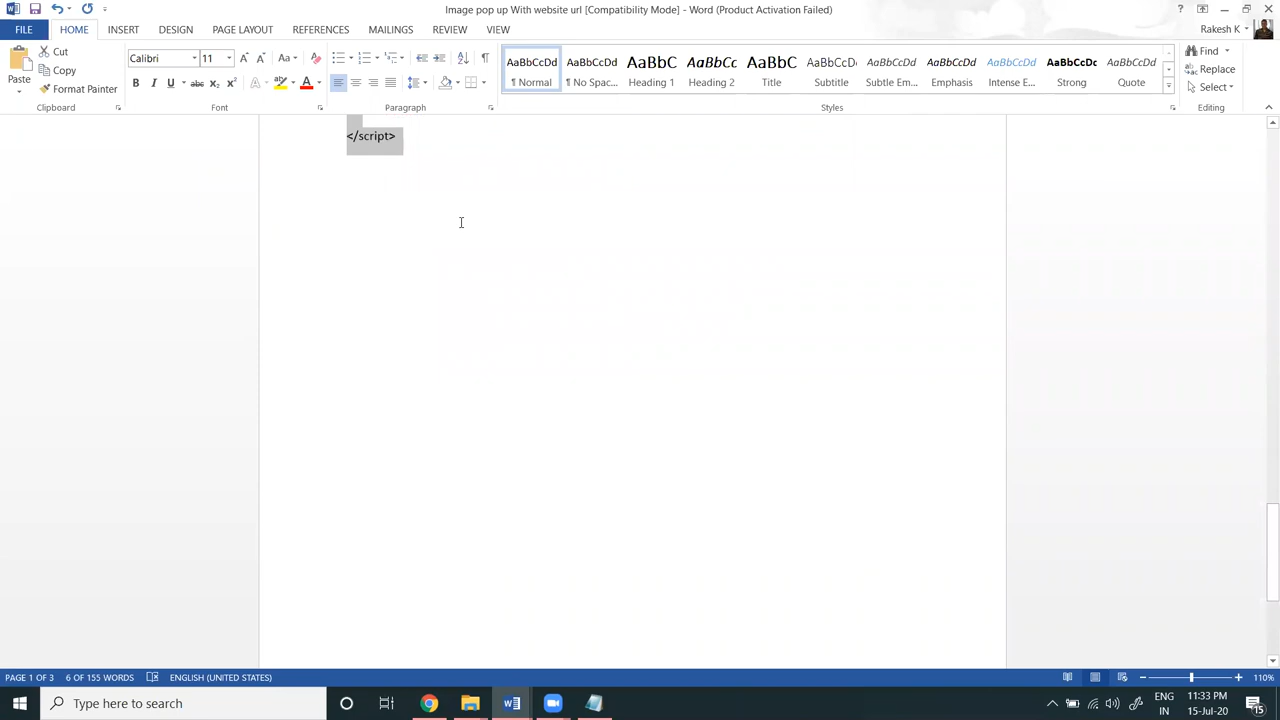 Image pop up With website url [Compatibility Mode] - Word (Product Activation Failed)
FILE HOME INSERT DESIGN PAGE LAYOUT REFERENCES MAILINGS REVIEW VIEW Rakesh K
Paste Cut Copy Format Painter
Clipboard
Calibri 11
Font
Paragraph
AaBbCcDd AaBbCcDd AaBbC AaBbCc AaBbC AaBbCcDd AaBbCcDd AaBbCcDd AaBbCcDd AaBbCcDc AaBbCcDd
¶ Normal ¶ No Spac... Heading 1 Heading 2 Title Subtitle Subtle Em... Emphasis Intense E... Strong Quote
Styles
Find
Replace
Select
Editing
</script>
PAGE 1 OF 3 6 OF 155 WORDS ENGLISH (UNITED STATES) 110%
Type here to search
ENG
IN
11:33 PM
15-Jul-20
15